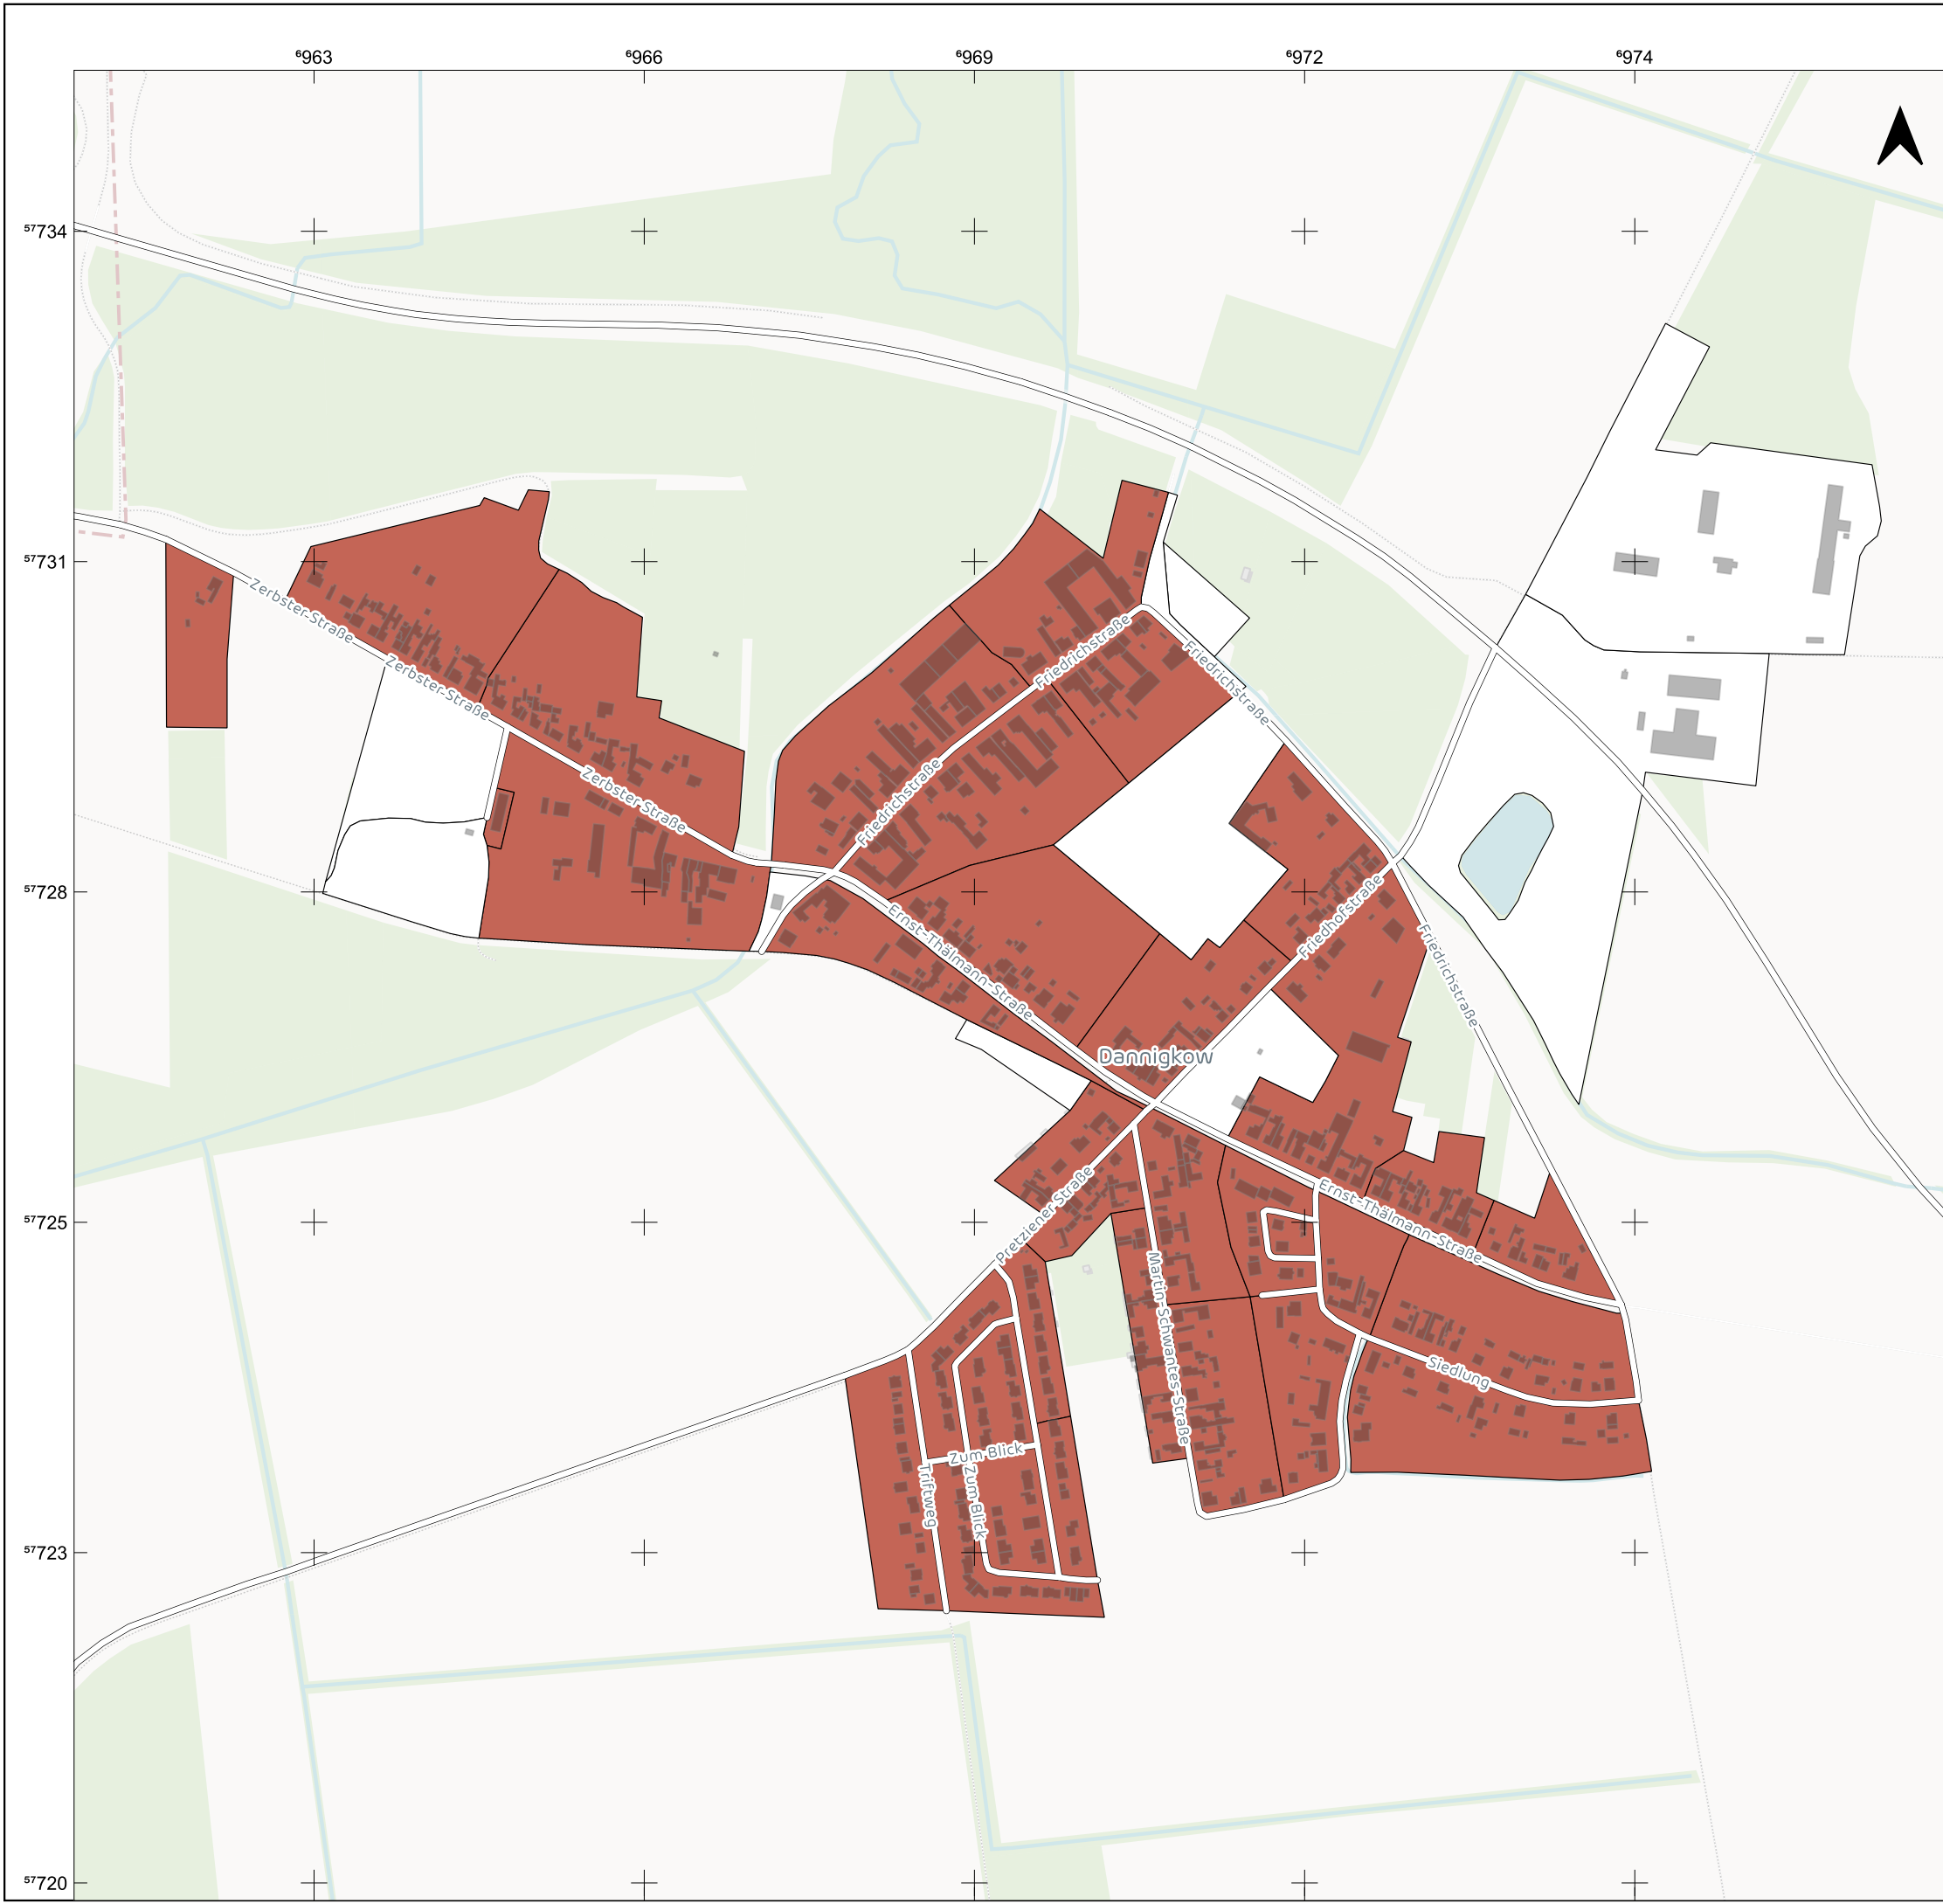 ⁶963 ⁶966 ⁶969 ⁶972 ⁶974
⁵⁷734
⁵⁷731
Zerbster-Straße
Friedrichstraße
Friedrichstraße
Zerbster-Straße
Zerbster Straße
Friedrichstraße
⁵⁷728
Friedhofstraße
Ernst-Thälmann-Straße
Friedrichstraße
Dannigkow
Pretziener Straße
Ernst-Thälmann-Straße
⁵⁷725
Martin-Schwantes-Straße
Siedlung
Zum Blick
Triftweg
Zum Blick
⁵⁷723
⁵⁷720